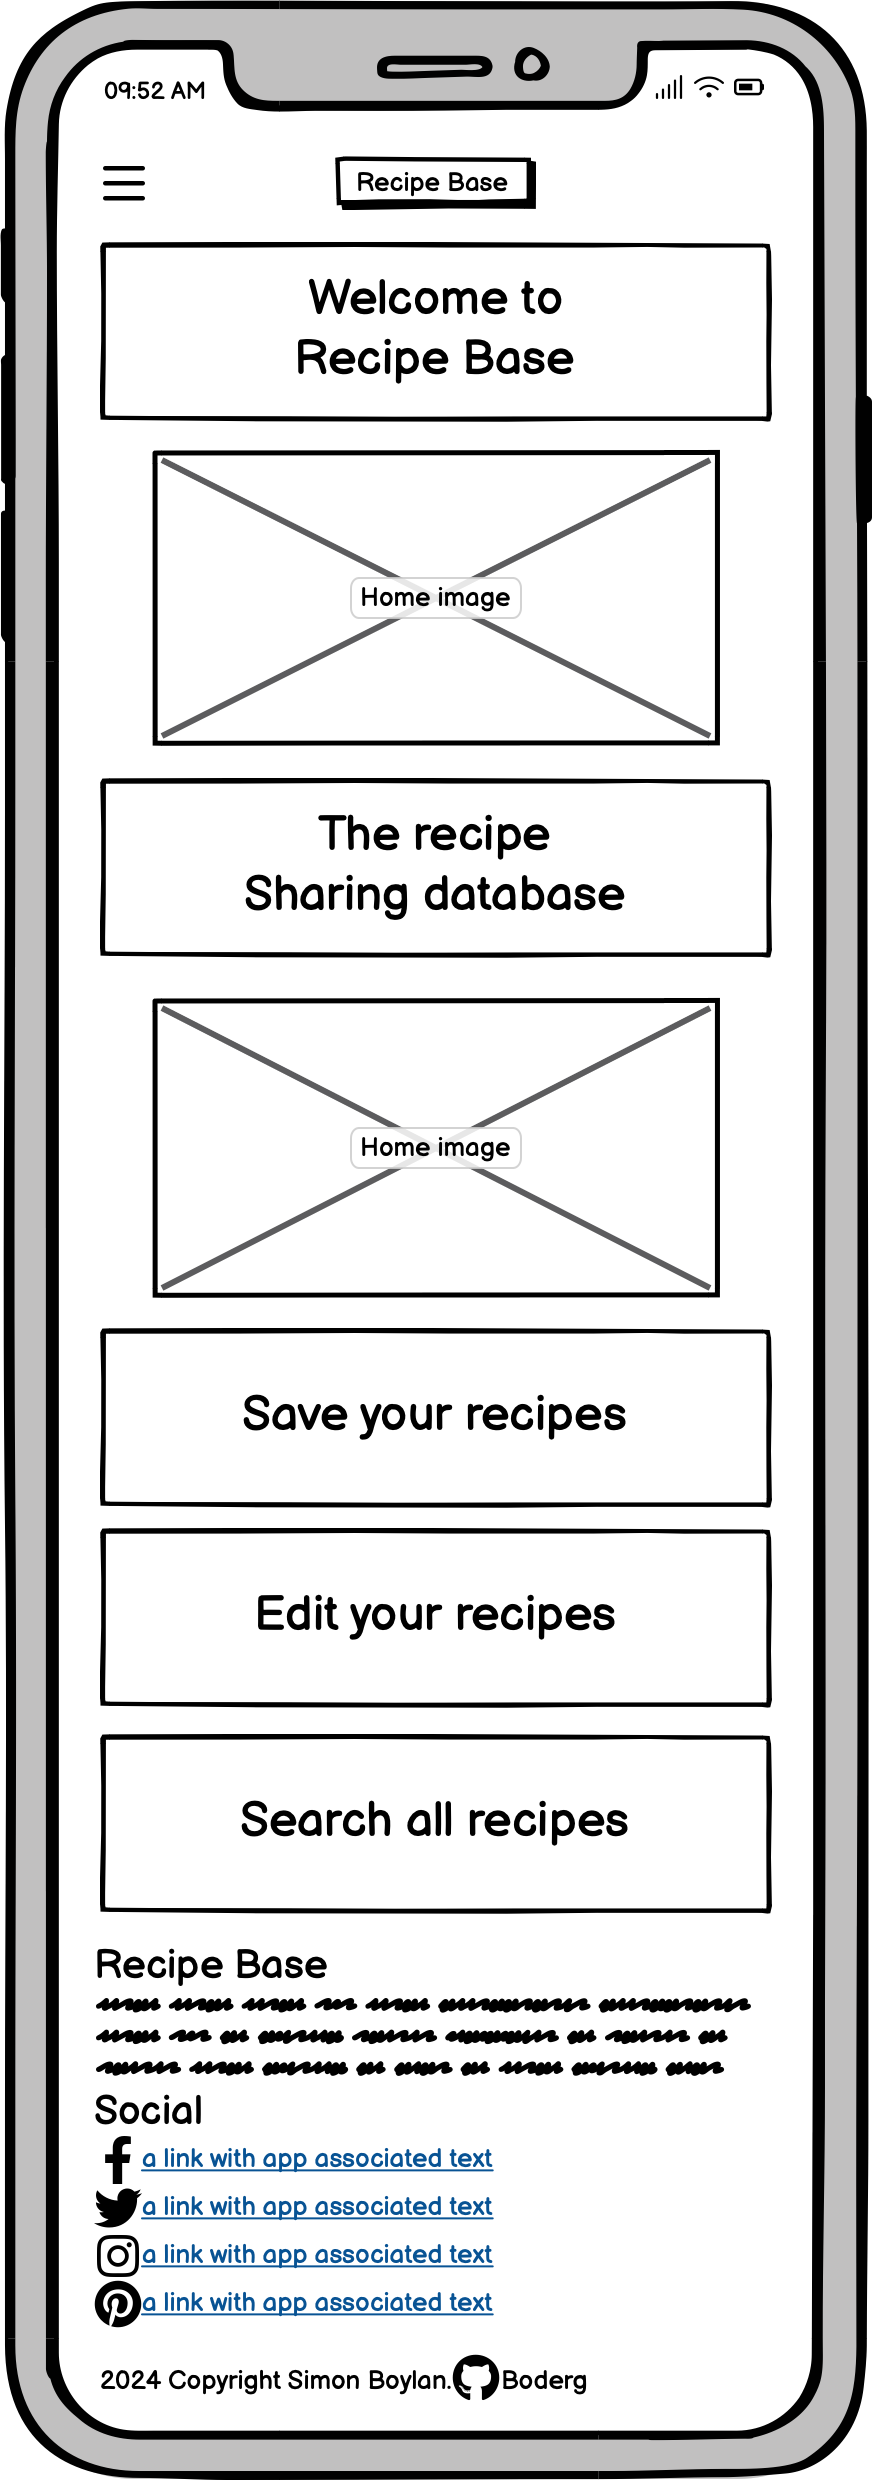 09:52 AM
Recipe Base
Welcome to
Recipe Base
Home image
The recipe
Sharing database
Home image
Save your recipes
Edit your recipes
Search all recipes
Recipe Base
Social
a link with app associated text
a link with app associated text
a link with app associated text
a link with app associated text
2024 Copyright Simon Boylan. Boderg